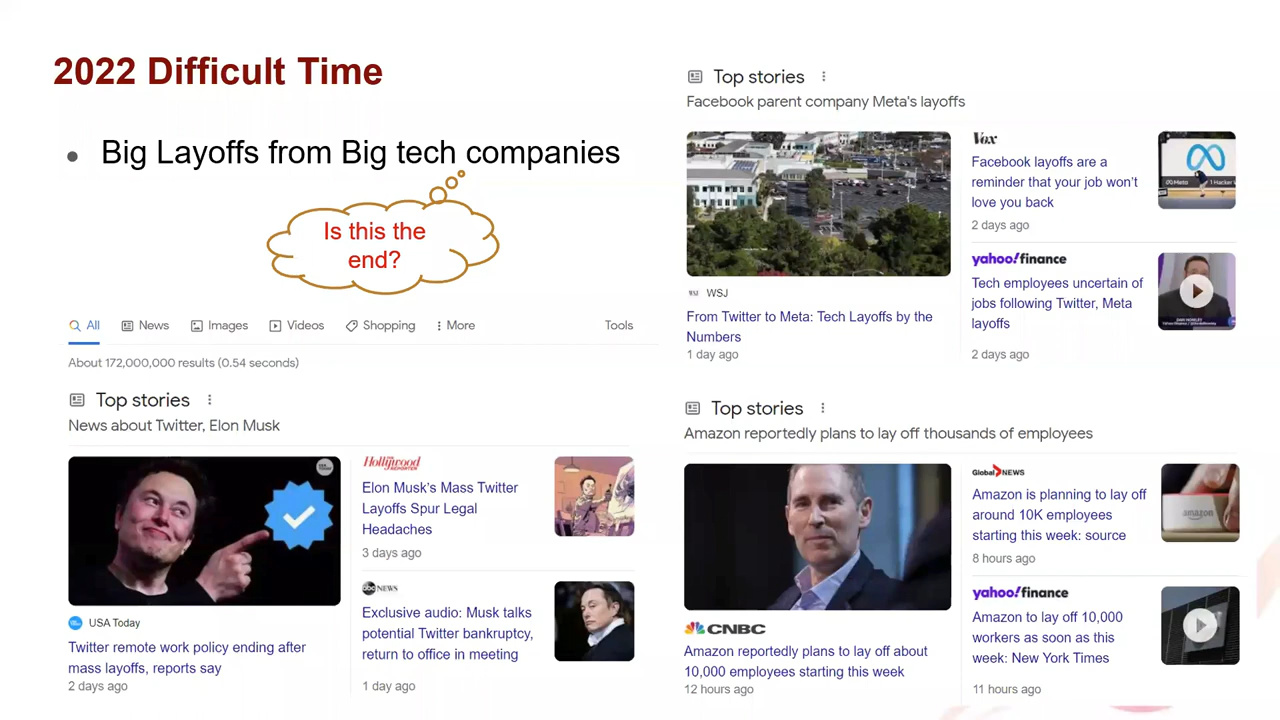 2022 Difficult Time
● Big Layoffs from Big tech companies
Is this the
end?
All
News
Images
Videos
Shopping
More
Tools
About 172,000,000 results (0.54 seconds)
Top stories
News about Twitter, Elon Musk
USA Today
Twitter remote work policy ending after
mass layoffs, reports say
2 days ago
Hollywood
REPORTER
Elon Musk's Mass Twitter
Layoffs Spur Legal
Headaches
3 days ago
abc NEWS
Exclusive audio: Musk talks
potential Twitter bankruptcy,
return to office in meeting
1 day ago
Top stories
Facebook parent company Meta's layoffs
WSJ WSJ
From Twitter to Meta: Tech Layoffs by the
Numbers
1 day ago
Vox
Facebook layoffs are a
reminder that your job won't
love you back
2 days ago
Meta
1 Hacker
yahoo!finance
Tech employees uncertain of
jobs following Twitter, Meta
layoffs
2 days ago
Top stories
Amazon reportedly plans to lay off thousands of employees
CNBC
Amazon reportedly plans to lay off about
10,000 employees starting this week
12 hours ago
Global NEWS
Amazon is planning to lay off
around 10K employees
starting this week: source
8 hours ago
amazon
yahoo!finance
Amazon to lay off 10,000
workers as soon as this
week: New York Times
11 hours ago